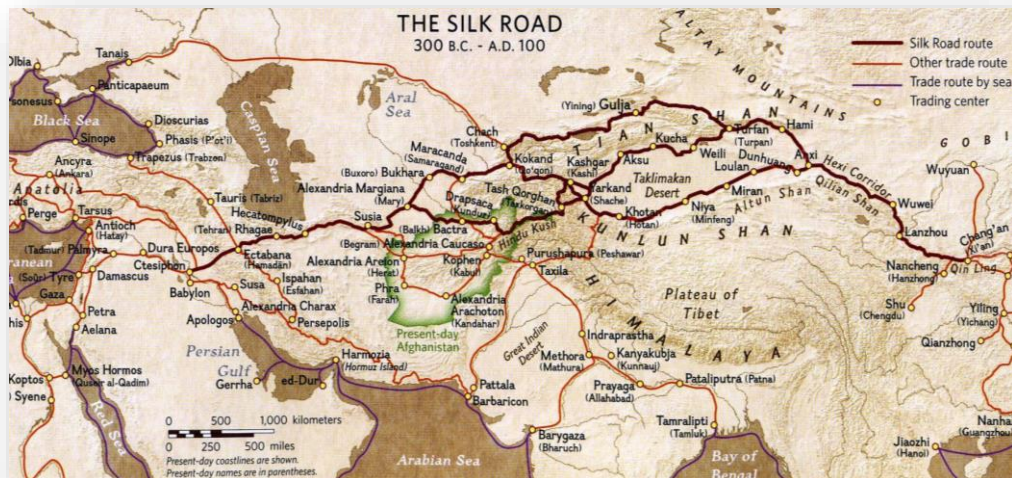 THE SILK ROAD
300 B.C. - A.D. 100
Silk Road route
Other trade route
Trade route by sea
Trading center
ALTAY MOUNTAINS
GOBI
Olbia
Tanais
Panticapaeum
Black Sea
Dioscurias
Phasis (P'ot'i)
Sinope
Trapezus (Trabzon)
Caspian Sea
Aral
Sea
Ancyra
(Ankara)
Anatolia
Perge
Tarsus
Antioch
(Hatay)
(Tadmur) Palmyra
Dura Europos
Ctesiphon
Tyre
Damascus
Babylon
Gaza
Petra
Aelana
Myos Hormos
(Quseir al-Qadim)
Koptos
Syene
Red Sea
Tauris (Tabriz)
Hecatompylus
(Tehran) Rhagae
Ectabana
(Hamadan)
Susa
Ispahan
(Esfahan)
Alexandria Charax
Apologos
Persepolis
Persian
Gulf
Gerrha
ed-Dur
Harmozia
(Hormuz Island)
Susia
Alexandria Margiana
(Mary)
(Buxoro) Bukhara
Maracanda
(Samarqand)
Chach
(Toshkent)
Kokand
(Qo'qon)
Drapsaca
(Kunduz)
Tash Qorghan
(Taxkorgan)
(Balkh) Bactra
(Begram) Alexandria Caucaso
Hindu Kush
Alexandria Areion
(Herat)
Kophen
(Kabul)
Phra
(Farah)
Alexandria
Arachoton
(Kandahar)
Present-day
Afghanistan
Purushapura (Peshawar)
Taxila
(Yining) Gulja
TIAN SHAN
Kashgar
(Kashi)
Aksu
Kucha
Weili
Turfan
(Turpan)
Hami
Yarkand
(Shache)
Taklimakan
Desert
Khotan
(Hotan)
Niya
(Minfeng)
Miran
Loulan
Dunhuang
Anxi
Altun Shan
Qilian Shan
Hexi Corridor
KUNLUN SHAN
Wuyuan
Wuwei
Lanzhou
Chang'an
(Xi'an)
Nancheng
(Hanzhong)
Qin Ling
Shu
(Chengdu)
Yiling
(Yichang)
Qianzhong
Plateau of
Tibet
HIMALAYA
Great Indian
Desert
Indraprastha
Methora
(Mathura)
Kanyakubja
(Kunnauj)
Prayaga
(Allahabad)
Pataliputra (Patna)
Tamralipti
(Tamluk)
Pattala
Barbaricon
Barygaza
(Bharuch)
Arabian Sea
Bay of
Bengal
Jiaozhi
(Hanoi)
(Guangzhou)
0 500 1,000 kilometers
0 250 500 miles
Present-day coastlines are shown.
Present-day names are in parentheses.